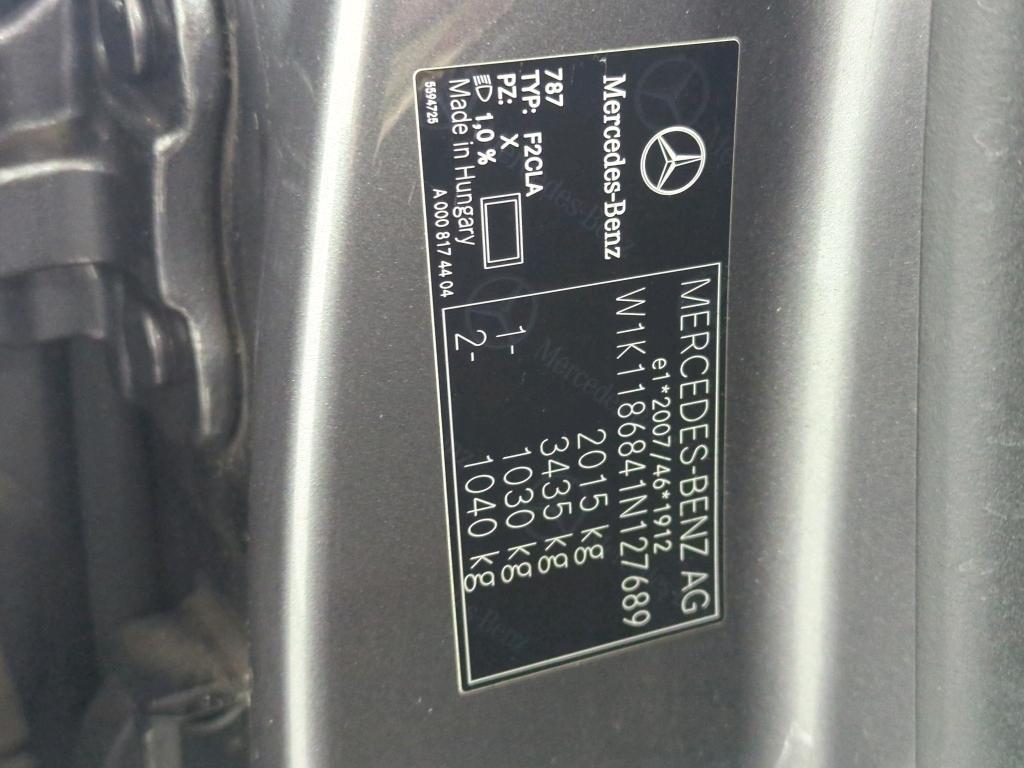 Mercedes-Benz
787
TYP: F2CLA
PZ: X
1,0 %
Made in Hungary
5594725
A 000 817 44 04
MERCEDES-BENZ AG
e1*2007/46*1912
W1K1186841N127689
2015 kg
3435 kg
1- 1030 kg
2- 1040 kg